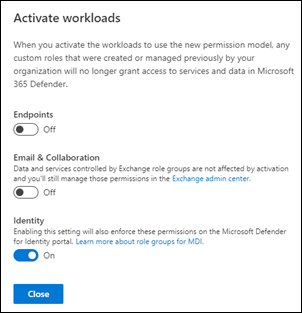 Activate workloads
When you activate the workloads to use the new permission model, any
custom roles that were created or managed previously by your
organization will no longer grant access to services and data in Microsoft
365 Defender.
Endpoints
Off
Email & Collaboration
Data and services controlled by Exchange role groups are not affected by activation
and you'll still manage those permissions in the Exchange admin center.
Off
Identity
Enabling this setting will also enforce these permissions on the Microsoft Defender
for Identity portal. Learn more about role groups for MDI.
On
Close